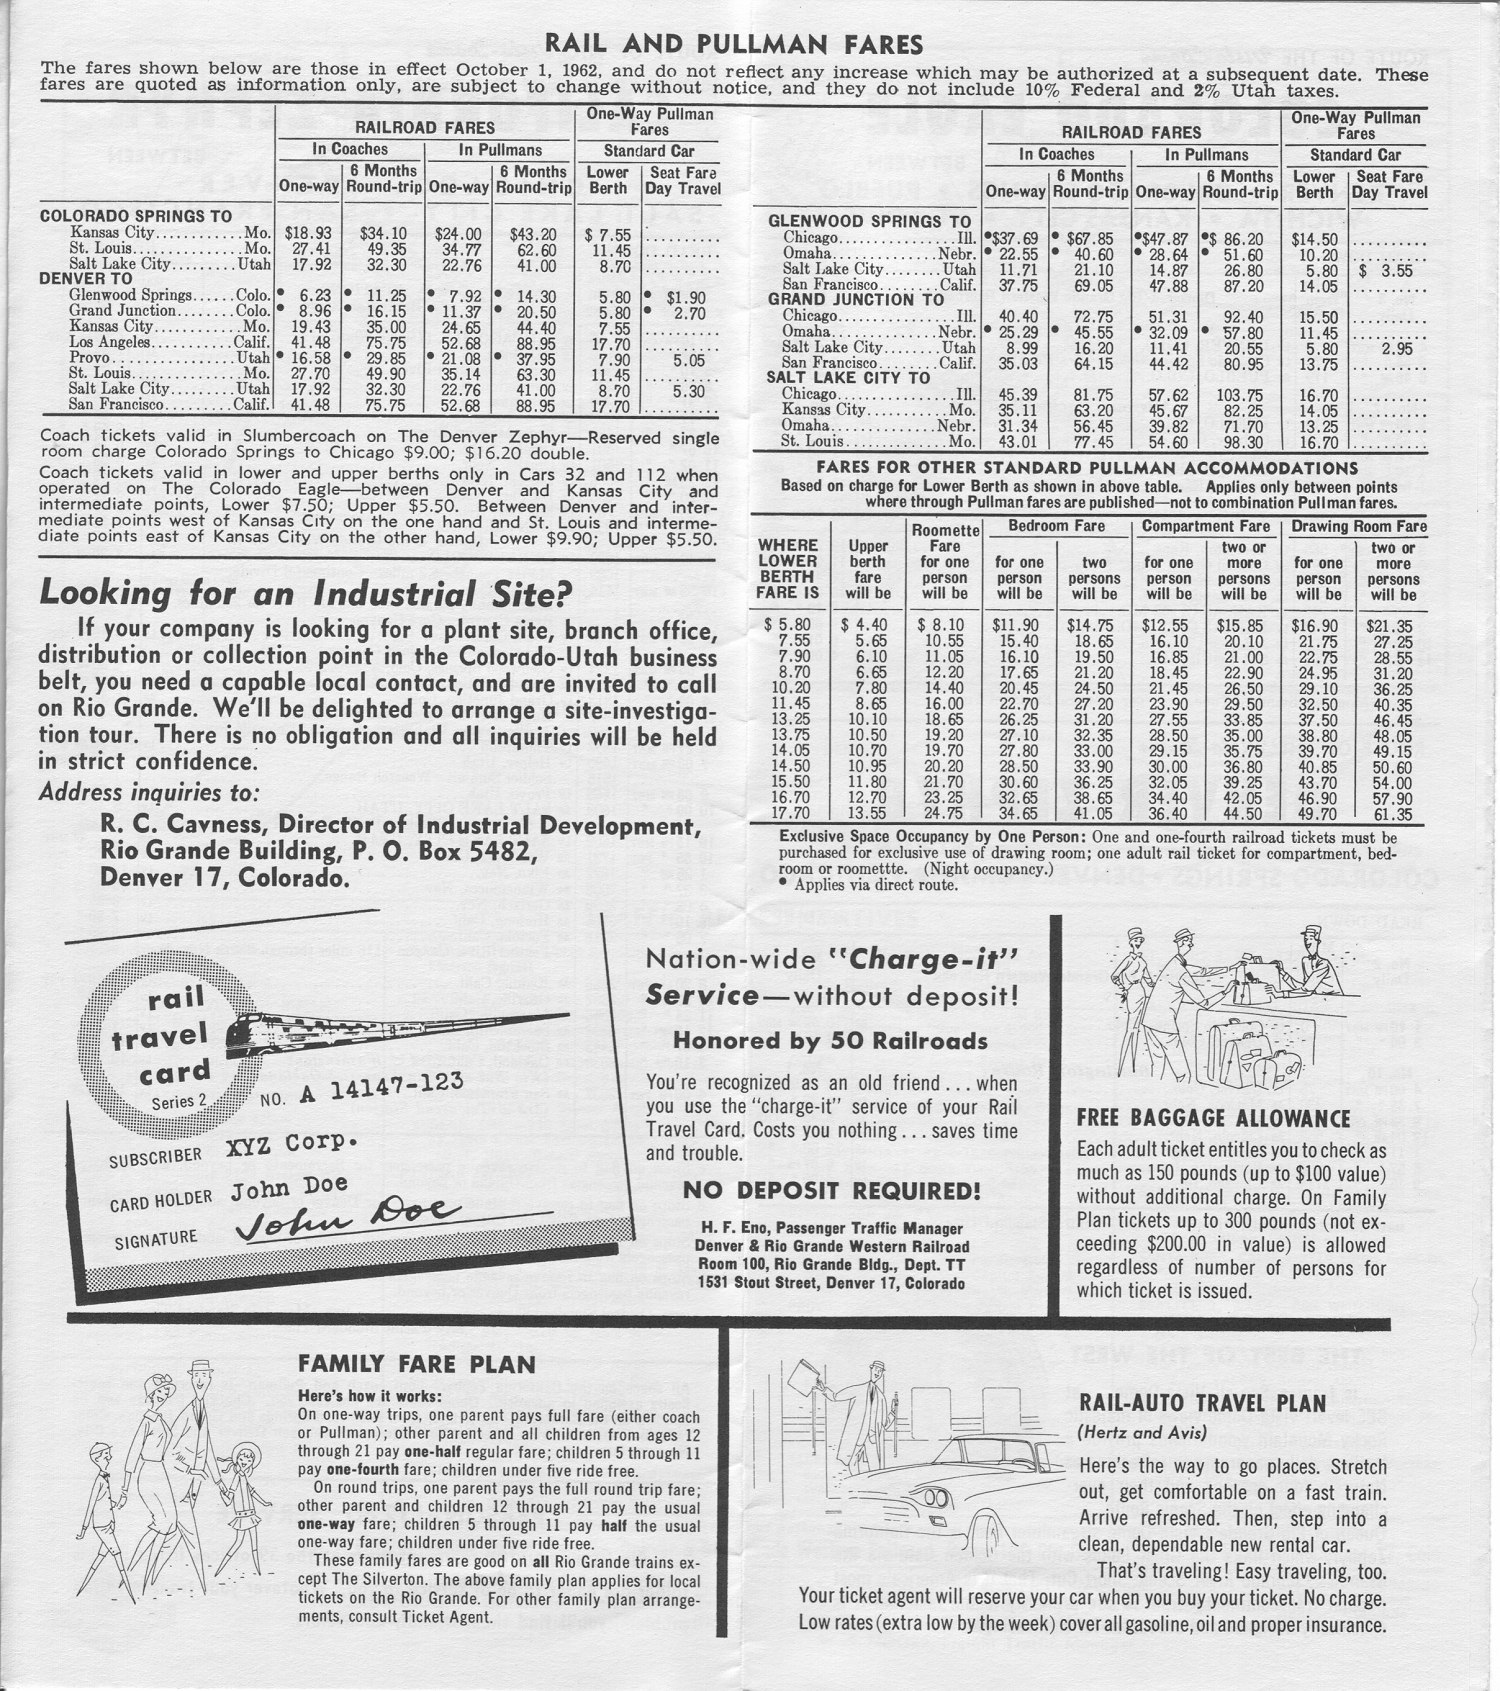 RAIL AND PULLMAN FARES
The fares shown below are those in effect October 1, 1962, and do not reflect any increase which may be authorized at a subsequent date. These
fares are quoted as information only, are subject to change without notice, and they do not include 10% Federal and 2% Utah taxes.
RAILROAD FARES One-Way Pullman Fares
In Coaches In Pullmans Standard Car
One-way 6 Months Round-trip One-way 6 Months Round-trip Lower Berth Seat Fare Day Travel
COLORADO SPRINGS TO
Kansas City............Mo. $18.93 $34.10 $24.00 $43.20 $ 7.55 ..........
St. Louis...............Mo. 27.41 49.35 34.77 62.60 11.45 ..........
Salt Lake City.........Utah 17.92 32.30 22.76 41.00 8.70 ..........
DENVER TO
Glenwood Springs......Colo. • 6.23 • 11.25 • 7.92 • 14.30 5.80 • $1.90
Grand Junction........Colo. • 8.96 • 16.15 • 11.37 • 20.50 5.80 • 2.70
Kansas City............Mo. 19.43 35.00 24.65 44.40 7.55 ..........
Los Angeles...........Calif. 41.48 75.75 52.68 88.95 17.70 ..........
Provo................Utah • 16.58 • 29.85 • 21.08 • 37.95 7.90 5.05
St. Louis...............Mo. 27.70 49.90 35.14 63.30 11.45 ..........
Salt Lake City.........Utah 17.92 32.30 22.76 41.00 8.70 5.30
San Francisco.........Calif. 41.48 75.75 52.68 88.95 17.70 ..........
Coach tickets valid in Slumbercoach on The Denver Zephyr—Reserved single
room charge Colorado Springs to Chicago $9.00; $16.20 double.
Coach tickets valid in lower and upper berths only in Cars 32 and 112 when
operated on The Colorado Eagle—between Denver and Kansas City and
intermediate points, Lower $7.50; Upper $5.50. Between Denver and inter-
mediate points west of Kansas City on the one hand and St. Louis and interme-
diate points east of Kansas City on the other hand, Lower $9.90; Upper $5.50.
Looking for an Industrial Site?
If your company is looking for a plant site, branch office,
distribution or collection point in the Colorado-Utah business
belt, you need a capable local contact, and are invited to call
on Rio Grande. We'll be delighted to arrange a site-investiga-
tion tour. There is no obligation and all inquiries will be held
in strict confidence.
Address inquiries to:
R. C. Cavness, Director of Industrial Development,
Rio Grande Building, P. O. Box 5482,
Denver 17, Colorado.
RAILROAD FARES One-Way Pullman Fares
In Coaches In Pullmans Standard Car
One-way 6 Months Round-trip One-way 6 Months Round-trip Lower Berth Seat Fare Day Travel
GLENWOOD SPRINGS TO
Chicago...............Ill. •$37.69 • $67.85 •$47.87 •$ 86.20 $14.50 ..........
Omaha..............Nebr. • 22.55 • 40.60 • 28.64 • 51.60 10.20 ..........
Salt Lake City........Utah 11.71 21.10 14.87 26.80 5.80 $ 3.55
San Francisco........Calif. 37.75 69.05 47.88 87.20 14.05 ..........
GRAND JUNCTION TO
Chicago...............Ill. 40.40 72.75 51.31 92.40 15.50 ..........
Omaha..............Nebr. • 25.29 • 45.55 • 32.09 • 57.80 11.45 ..........
Salt Lake City........Utah 8.99 16.20 11.41 20.55 5.80 2.95
San Francisco........Calif. 35.03 64.15 44.42 80.95 13.75 ..........
SALT LAKE CITY TO
Chicago...............Ill. 45.39 81.75 57.62 103.75 16.70 ..........
Kansas City...........Mo. 35.11 63.20 45.67 82.25 14.05 ..........
Omaha..............Nebr. 31.34 56.45 39.82 71.70 13.25 ..........
St. Louis..............Mo. 43.01 77.45 54.60 98.30 16.70 ..........
FARES FOR OTHER STANDARD PULLMAN ACCOMMODATIONS
Based on charge for Lower Berth as shown in above table. Applies only between points
where through Pullman fares are published—not to combination Pullman fares.
WHERE LOWER BERTH FARE IS Upper berth fare will be Roomette Fare for one person will be Bedroom Fare for one person will be two persons will be Compartment Fare for one person will be two or more persons will be Drawing Room Fare for one person will be two or more persons will be
$ 5.80 $ 4.40 $ 8.10 $11.90 $14.75 $12.55 $15.85 $16.90 $21.35
7.55 5.65 10.55 15.40 18.65 16.10 20.10 21.75 27.25
7.90 6.10 11.05 16.10 19.50 16.85 21.00 22.75 28.55
8.70 6.65 12.20 17.65 21.20 18.45 22.90 24.95 31.20
10.20 7.80 14.40 20.45 24.50 21.45 26.50 29.10 36.25
11.45 8.65 16.00 22.70 27.20 23.90 29.50 32.50 40.35
13.25 10.10 18.65 26.25 31.20 27.55 33.85 37.50 46.45
13.75 10.50 19.20 27.10 32.35 28.50 35.00 38.80 48.05
14.05 10.70 19.70 27.80 33.00 29.15 35.75 39.70 49.15
14.50 10.95 20.20 28.50 33.90 30.00 36.80 40.85 50.60
15.50 11.80 21.70 30.60 36.25 32.05 39.25 43.70 54.00
16.70 12.70 23.25 32.65 38.65 34.40 42.05 46.90 57.90
17.70 13.55 24.75 34.65 41.05 36.40 44.50 49.70 61.35
Exclusive Space Occupancy by One Person: One and one-fourth railroad tickets must be
purchased for exclusive use of drawing room; one adult rail ticket for compartment, bed-
room or roomettte. (Night occupancy.)
• Applies via direct route.
rail
travel
card
Series 2
NO. A 14147-123
SUBSCRIBER XYZ Corp.
CARD HOLDER John Doe
SIGNATURE John Doe
Nation-wide "Charge-it"
Service—without deposit!
Honored by 50 Railroads
You're recognized as an old friend...when
you use the "charge-it" service of your Rail
Travel Card. Costs you nothing...saves time
and trouble.
NO DEPOSIT REQUIRED!
H. F. Eno, Passenger Traffic Manager
Denver & Rio Grande Western Railroad
Room 100, Rio Grande Bldg., Dept. TT
1531 Stout Street, Denver 17, Colorado
FREE BAGGAGE ALLOWANCE
Each adult ticket entitles you to check as
much as 150 pounds (up to $100 value)
without additional charge. On Family
Plan tickets up to 300 pounds (not ex-
ceeding $200.00 in value) is allowed
regardless of number of persons for
which ticket is issued.
FAMILY FARE PLAN
Here's how it works:
On one-way trips, one parent pays full fare (either coach
or Pullman); other parent and all children from ages 12
through 21 pay one-half regular fare; children 5 through 11
pay one-fourth fare; children under five ride free.
On round trips, one parent pays the full round trip fare;
other parent and children 12 through 21 pay the usual
one-way fare; children 5 through 11 pay half the usual
one-way fare; children under five ride free.
These family fares are good on all Rio Grande trains ex-
cept The Silverton. The above family plan applies for local
tickets on the Rio Grande. For other family plan arrange-
ments, consult Ticket Agent.
RAIL-AUTO TRAVEL PLAN
(Hertz and Avis)
Here's the way to go places. Stretch
out, get comfortable on a fast train.
Arrive refreshed. Then, step into a
clean, dependable new rental car.
That's traveling! Easy traveling, too.
Your ticket agent will reserve your car when you buy your ticket. No charge.
Low rates (extra low by the week) cover all gasoline, oil and proper insurance.